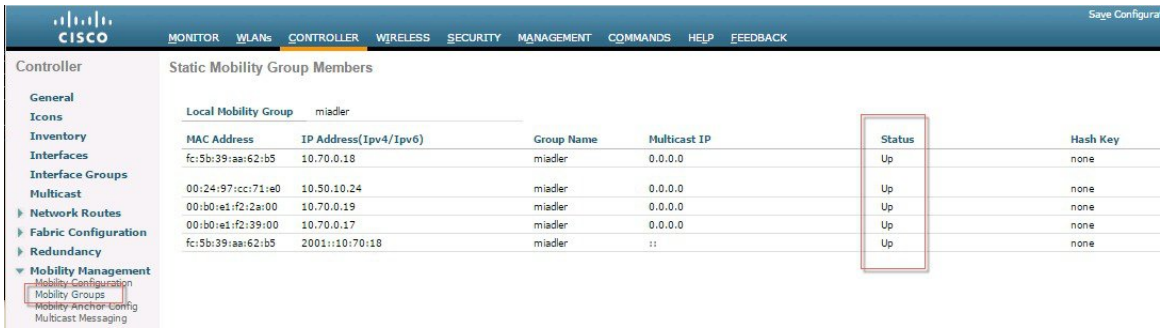 Save Configura
CISCO
MONITOR WLANs CONTROLLER WIRELESS SECURITY MANAGEMENT COMMANDS HELP FEEDBACK
Controller
General
Icons
Inventory
Interfaces
Interface Groups
Multicast
Network Routes
Fabric Configuration
Redundancy
Mobility Management
Mobility Configuration
Mobility Groups
Mobility Anchor Config
Multicast Messaging
Static Mobility Group Members
Local Mobility Group miadler
MAC Address IP Address(Ipv4/Ipv6) Group Name Multicast IP Status Hash Key
fc:5b:39:aa:62:b5 10.70.0.18 miadler 0.0.0.0 Up none
00:24:97:cc:71:e0 10.50.10.24 miadler 0.0.0.0 Up none
00:b0:e1:f2:2a:00 10.70.0.19 miadler 0.0.0.0 Up none
00:b0:e1:f2:39:00 10.70.0.17 miadler 0.0.0.0 Up none
fc:5b:39:aa:62:b5 2001::10:70:18 miadler :: Up none